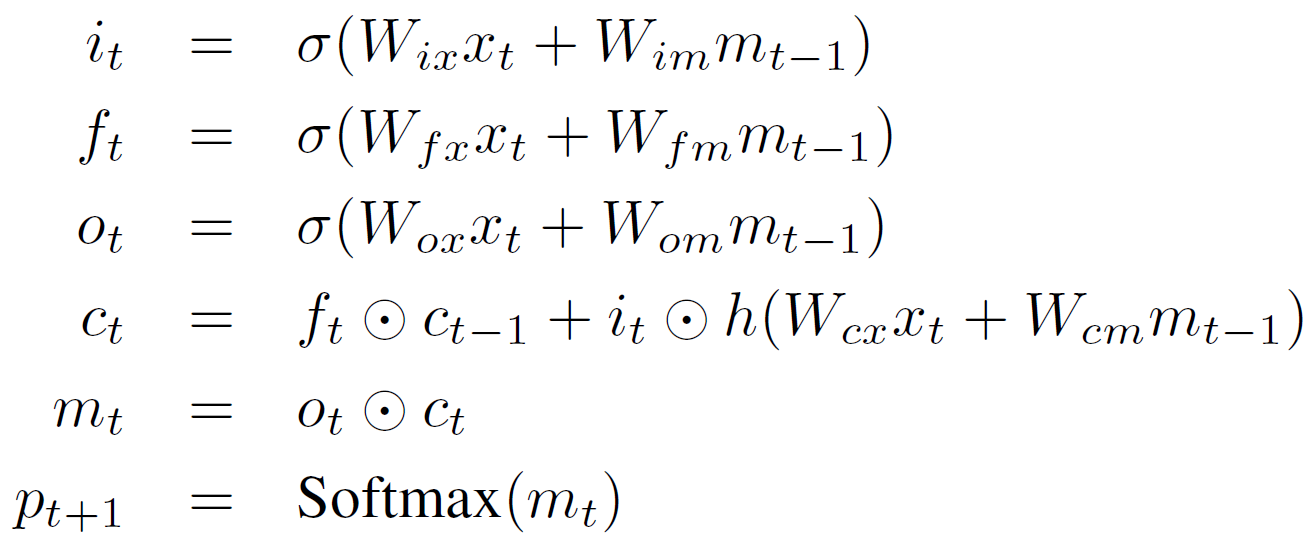 i_t = σ(W_{ix}x_t + W_{im}m_{t−1})
f_t = σ(W_{fx}x_t + W_{fm}m_{t−1})
o_t = σ(W_{ox}x_t + W_{om}m_{t−1})
c_t = f_t ⊙ c_{t−1} + i_t ⊙ h(W_{cx}x_t + W_{cm}m_{t−1})
m_t = o_t ⊙ c_t
p_{t+1} = Softmax(m_t)